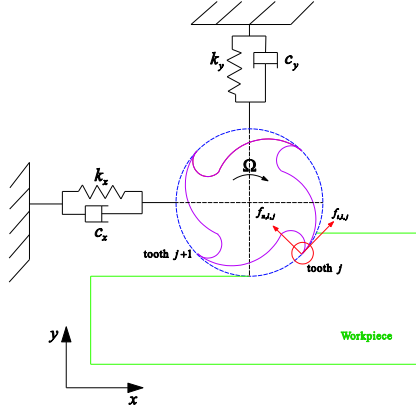 k_y
c_y
k_x
Ω
c_x
f_{n,i,j}
f_{t,i,j}
tooth j+1
tooth j
y
Workpiece
x